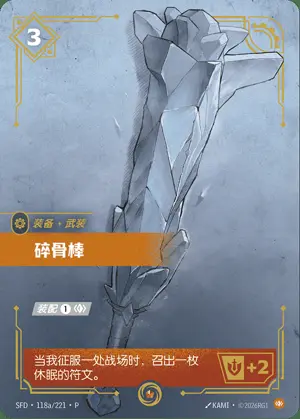 3
装备·武装
碎骨棒
装配 1
当我征服一处战场时，召出一枚
休眠的符文。
+2
SFD • 118a/221 • P
KAMI • ©2026RGI